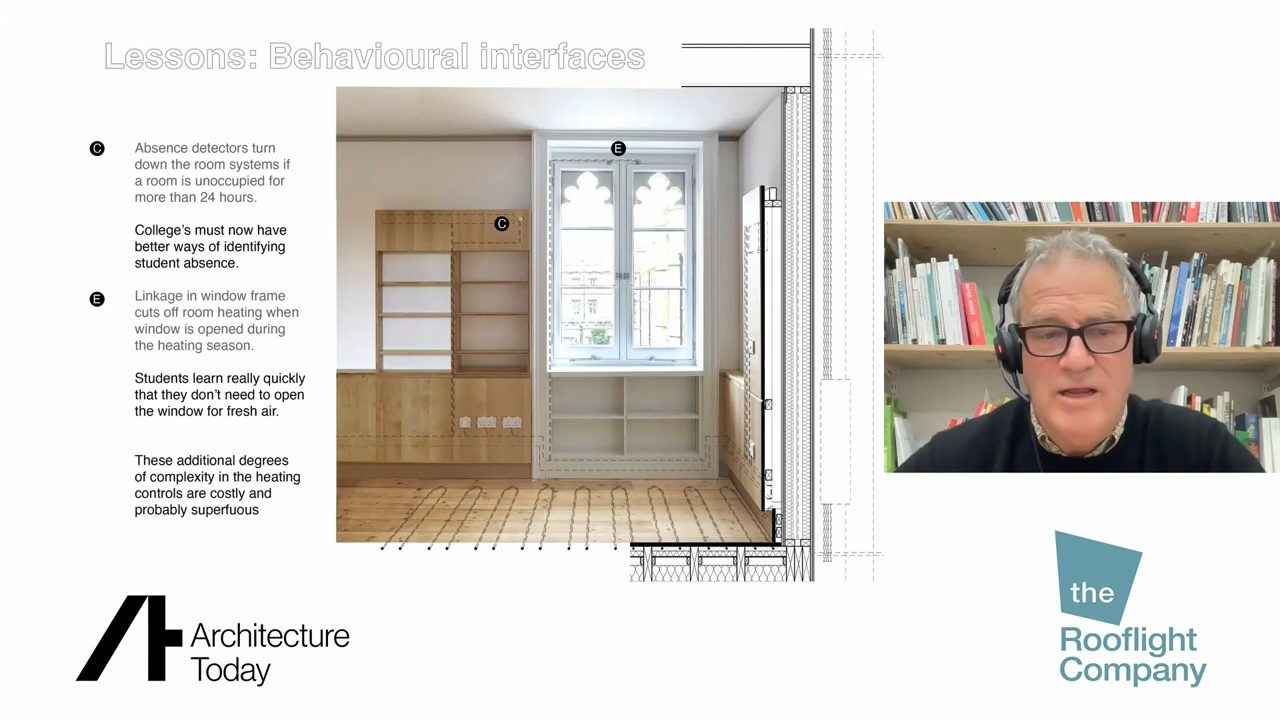 Lessons: Behavioural interfaces
C
Absence detectors turn
down the room systems if
a room is unoccupied for
more than 24 hours.
College's must now have
better ways of identifying
student absence.
E
Linkage in window frame
cuts off room heating when
window is opened during
the heating season.
Students learn really quickly
that they don't need to open
the window for fresh air.
These additional degrees
of complexity in the heating
controls are costly and
probably superfuous
E
C
Architecture
Today
the
Rooflight
Company